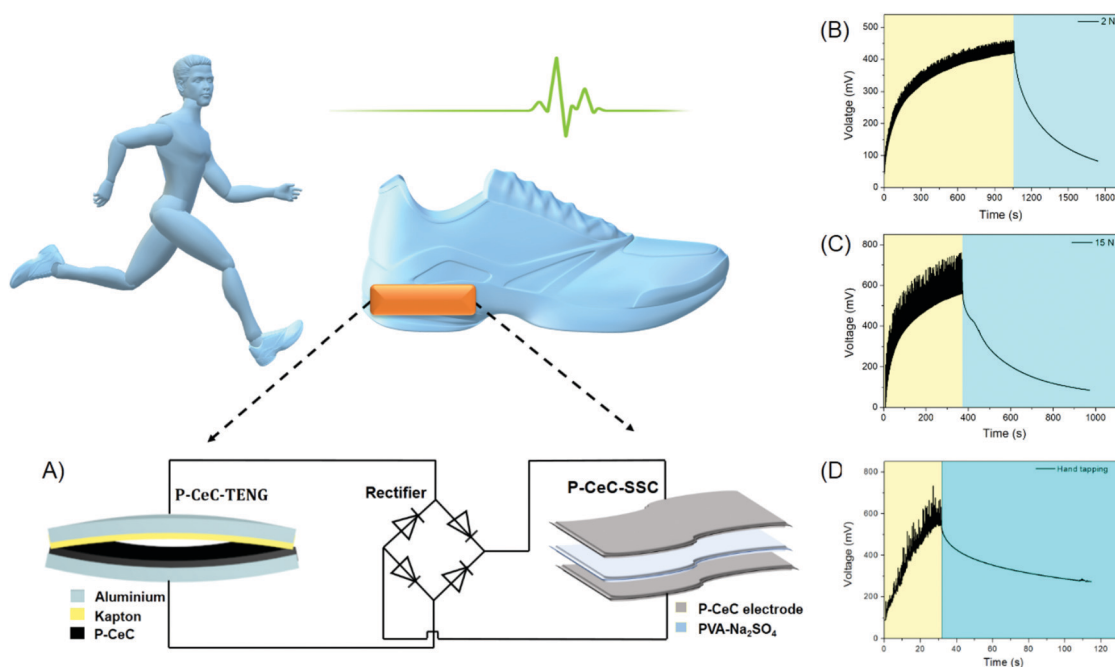 A)
P-CeC-TENG
Rectifier
P-CeC-SSC
Aluminium
Kapton
P-CeC
P-CeC electrode
PVA-Na₂SO₄
(B)
2 N
Volatge (mV)
500
400
300
200
100
0
0 300 600 900 1200 1500 1800
Time (s)
(C)
15 N
Voltage (mV)
800
600
400
200
0
0 200 400 600 800 1000
Time (s)
(D)
Hand tapping
Voltage (mV)
800
600
400
200
0
0 20 40 60 80 100 120
Time (s)